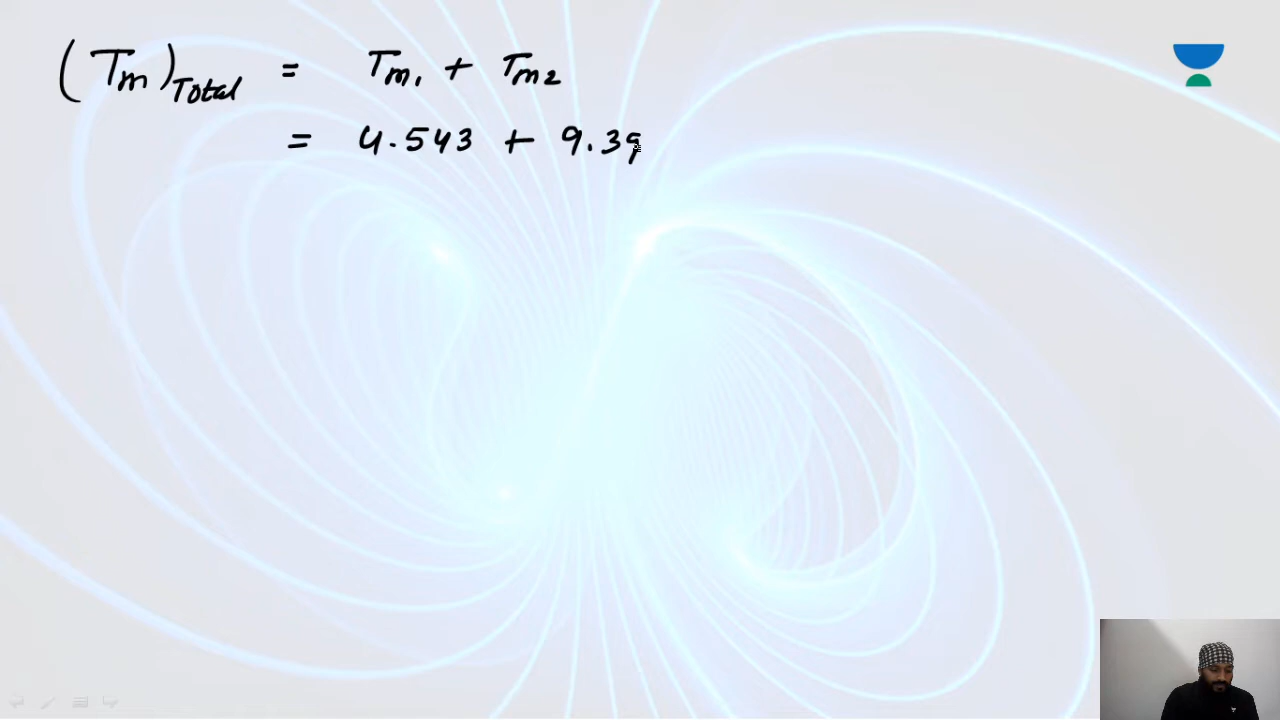 (Tm)Total = Tm1 + Tm2
= 4.543 + 9.39